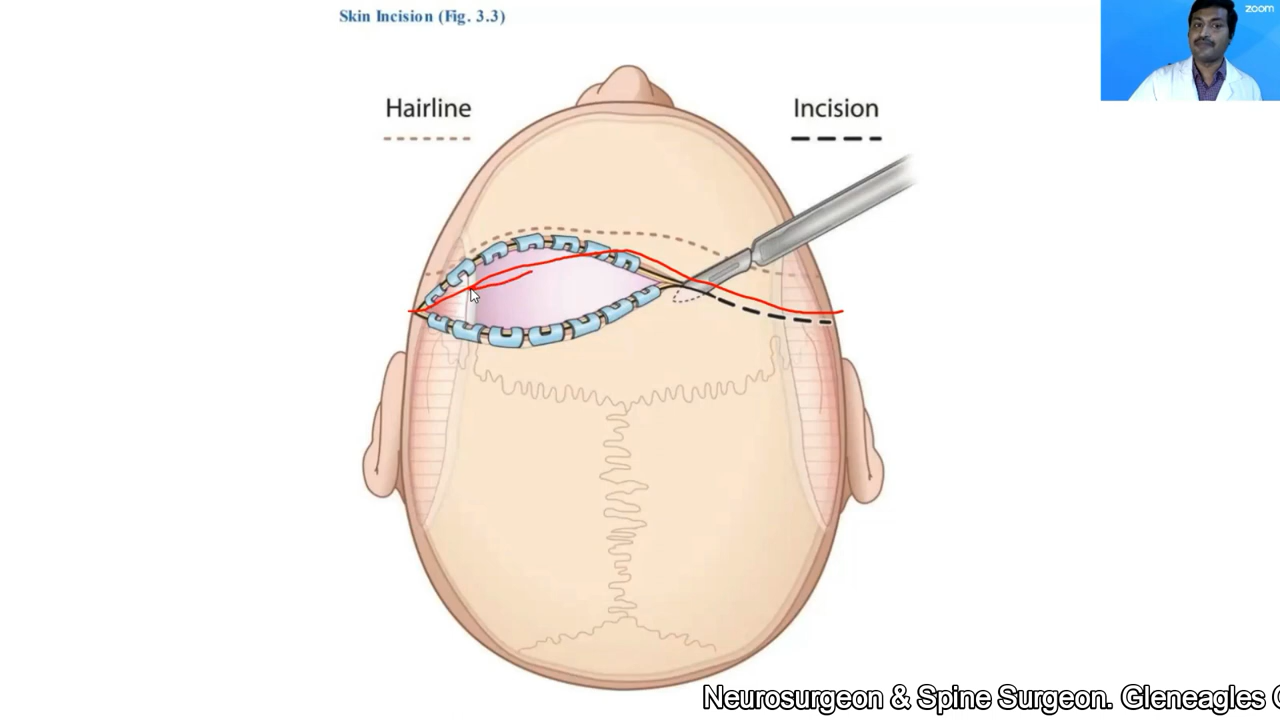 Skin Incision (Fig. 3.3)
zoom
Hairline
Incision
Neurosurgeon & Spine Surgeon. Gleneagles